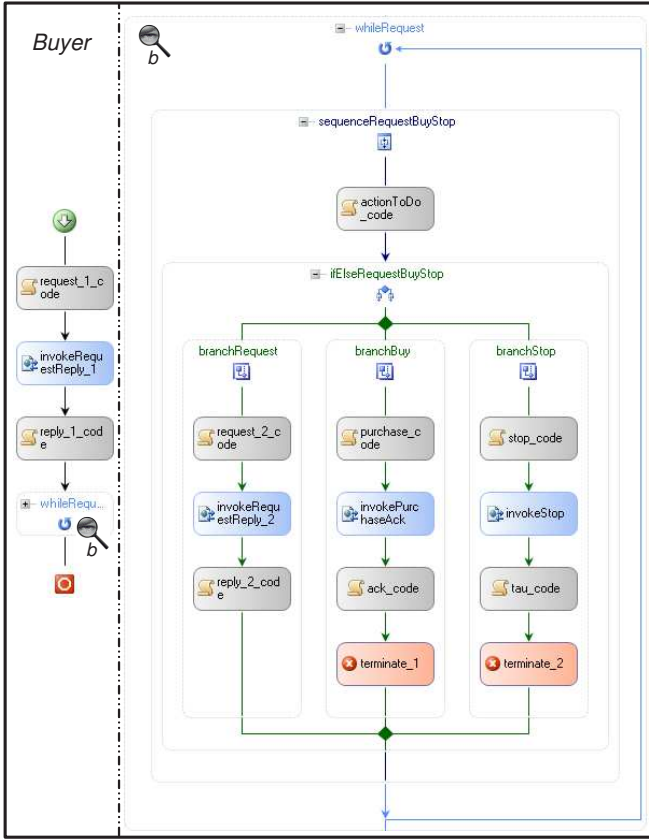 Buyer
request_1_c
ode
invokeRequ
estReply_1
reply_1_cod
e
whileRequ...
b
b
whileRequest
sequenceRequestBuyStop
actionToDo
_code
ifElseRequestBuyStop
branchRequest
branchBuy
branchStop
request_2_c
ode
purchase_c
ode
stop_code
invokeRequ
estReply_2
invokePurc
haseAck
invokeStop
reply_2_cod
e
ack_code
tau_code
terminate_1
terminate_2